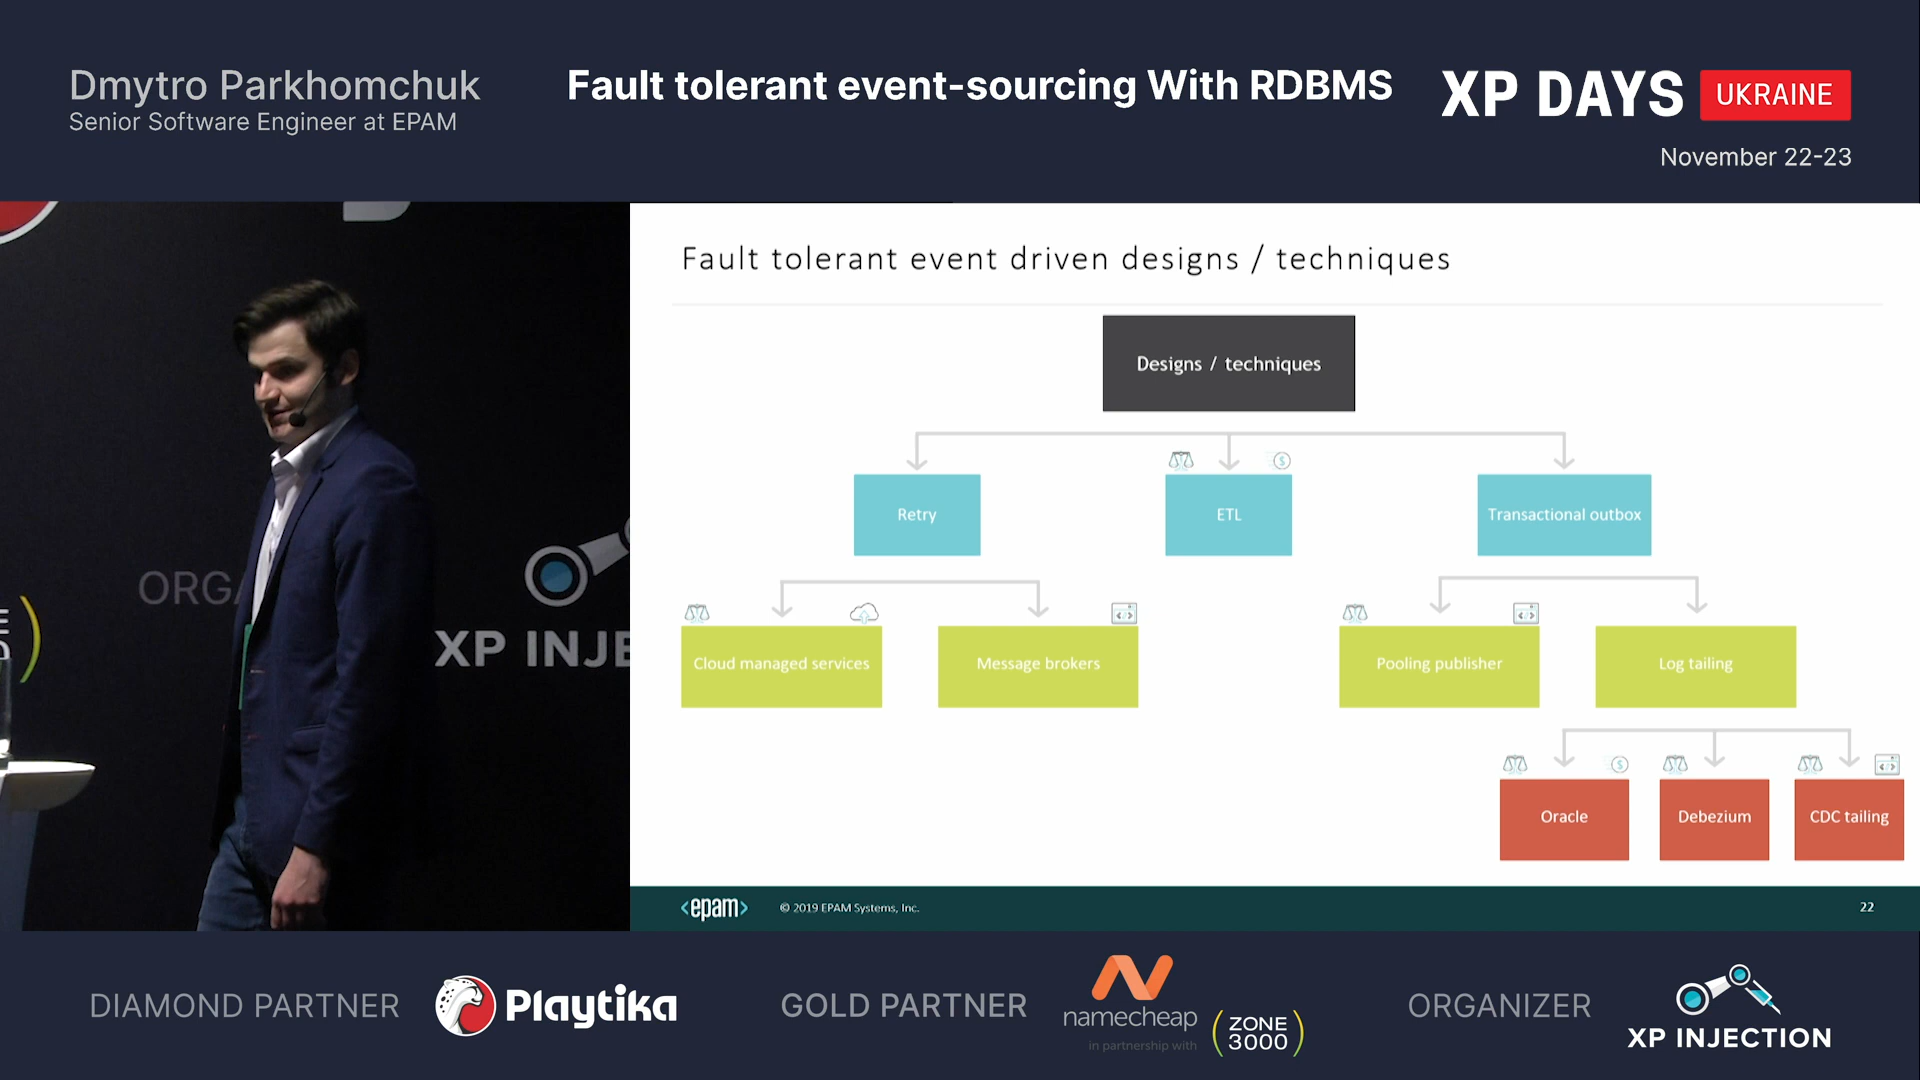 Dmytro Parkhomchuk
Senior Software Engineer at EPAM
Fault tolerant event-sourcing With RDBMS
XP DAYS UKRAINE
November 22-23
Fault tolerant event driven designs / techniques
Designs / techniques
Retry
ETL
Transactional outbox
Cloud managed services
Message brokers
Pooling publisher
Log tailing
Oracle
Debezium
CDC tailing
<epam>
© 2019 EPAM Systems, Inc.
22
ORG
XP INJE
DIAMOND PARTNER
Playtika
GOLD PARTNER
namecheap
in partnership with
ZONE
3000
ORGANIZER
XP INJECTION